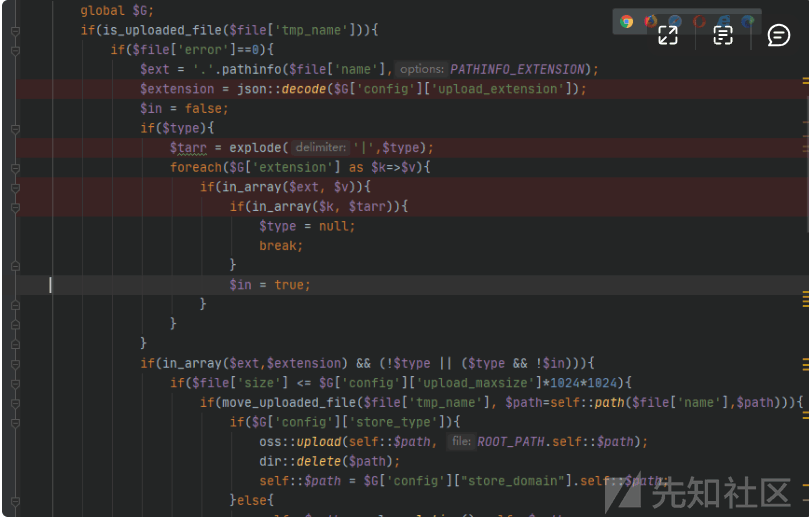 global $G;
if(is_uploaded_file($file['tmp_name'])){
if($file['error']==0){
$ext = '.'.pathinfo($file['name'], options: PATHINFO_EXTENSION);
$extension = json::decode($G['config']['upload_extension']);
$in = false;
if($type){
$tarr = explode( delimiter: '|',$type);
foreach($G['extension'] as $k=>$v){
if(in_array($ext, $v)){
if(in_array($k, $tarr)){
$type = null;
break;
}
$in = true;
}
}
}
if(in_array($ext,$extension) && (!$type || ($type && !$in))){
if($file['size'] <= $G['config']['upload_maxsize']*1024*1024){
if(move_uploaded_file($file['tmp_name'], $path=self::path($file['name'],$path))){
if($G['config']['store_type']){
oss::upload(self::$path, file: ROOT_PATH.self::$path);
dir::delete($path);
self::$path = $G['config']["store_domain"].self::$path;
}else{
先知社区